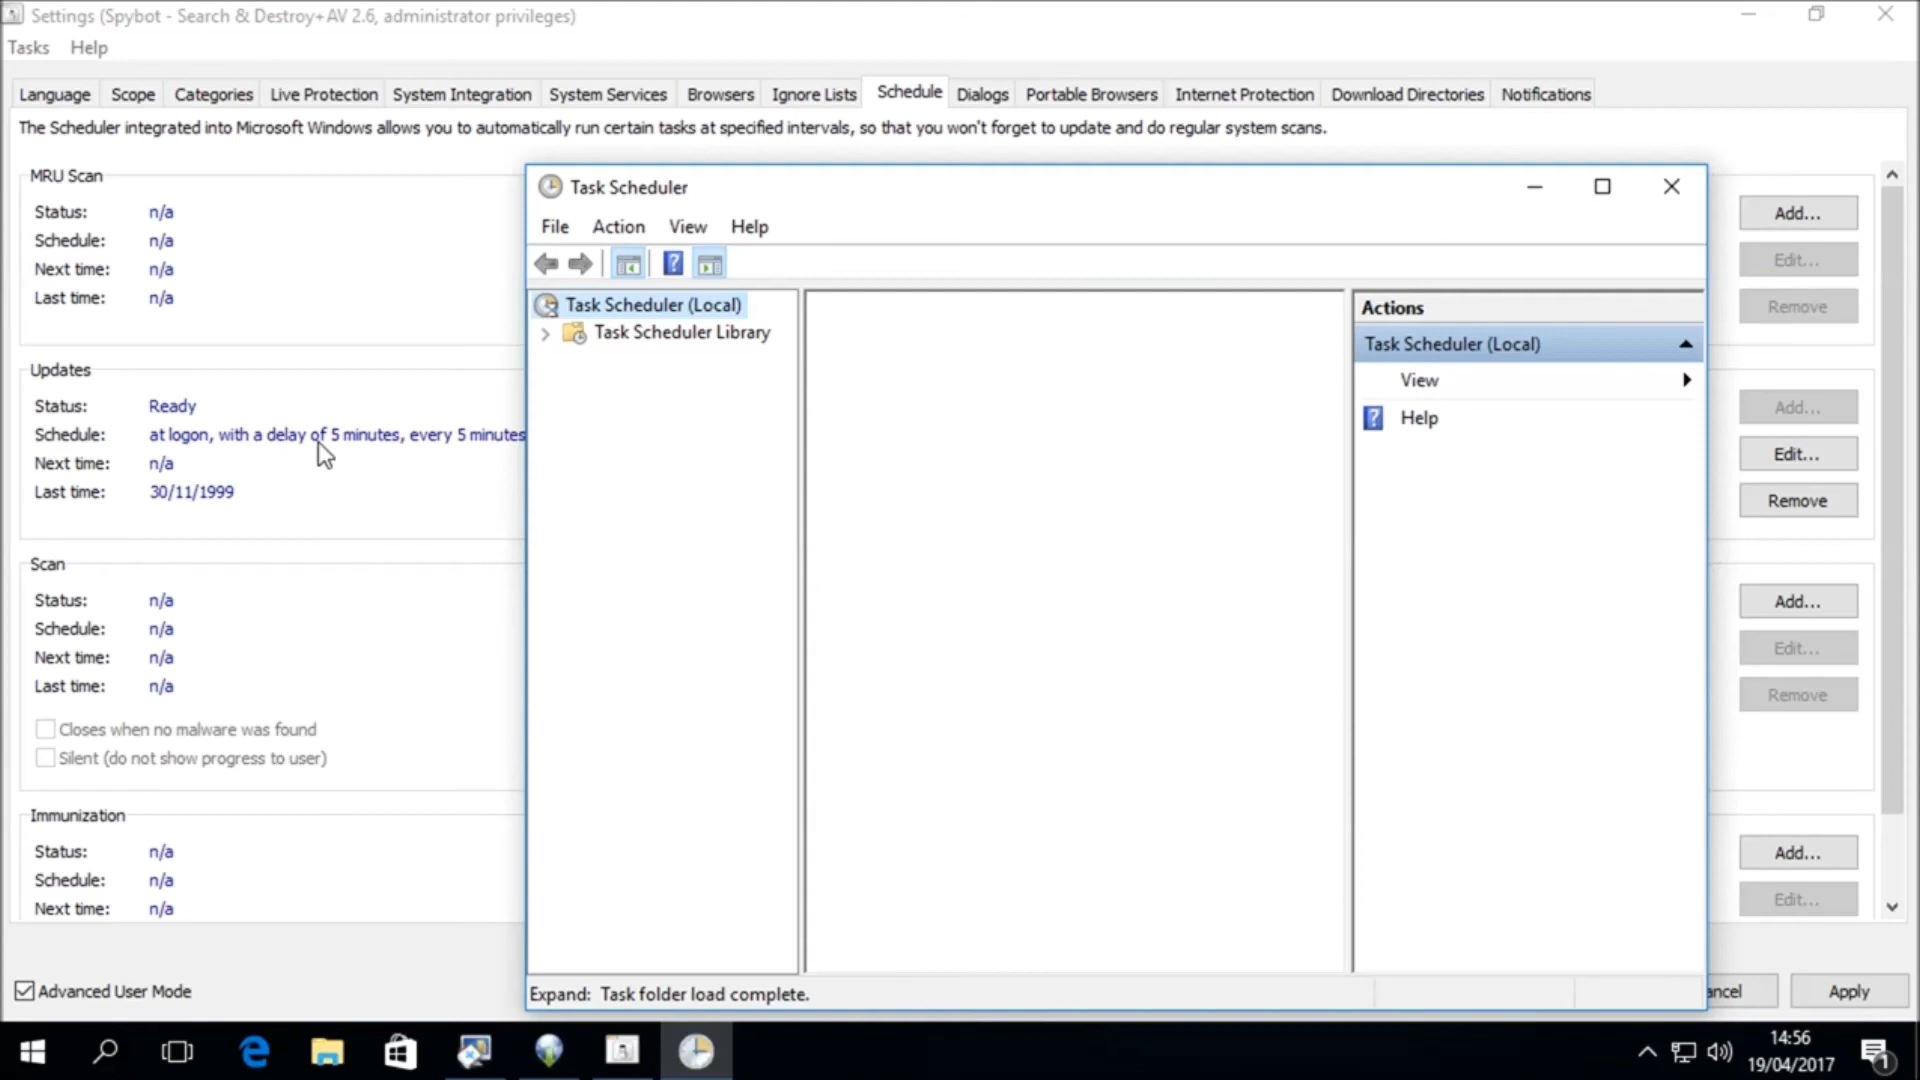 Settings (Spybot - Search & Destroy+AV 2.6, administrator privileges)
Tasks Help
Language Scope Categories Live Protection System Integration System Services Browsers Ignore Lists Schedule Dialogs Portable Browsers Internet Protection Download Directories Notifications
The Scheduler integrated into Microsoft Windows allows you to automatically run certain tasks at specified intervals, so that you won't forget to update and do regular system scans.
MRU Scan
Status: n/a
Schedule: n/a
Next time: n/a
Last time: n/a
Add...
Edit...
Remove
Updates
Status: Ready
Schedule: at logon, with a delay of 5 minutes, every 5 minutes
Next time: n/a
Last time: 30/11/1999
Add...
Edit...
Remove
Scan
Status: n/a
Schedule: n/a
Next time: n/a
Last time: n/a
Closes when no malware was found
Silent (do not show progress to user)
Add...
Edit...
Remove
Immunization
Status: n/a
Schedule: n/a
Next time: n/a
Add...
Edit...
Advanced User Mode
ancel
Apply
Task Scheduler
File Action View Help
Task Scheduler (Local)
Task Scheduler Library
Actions
Task Scheduler (Local)
View
Help
Expand: Task folder load complete.
14:56
19/04/2017
1